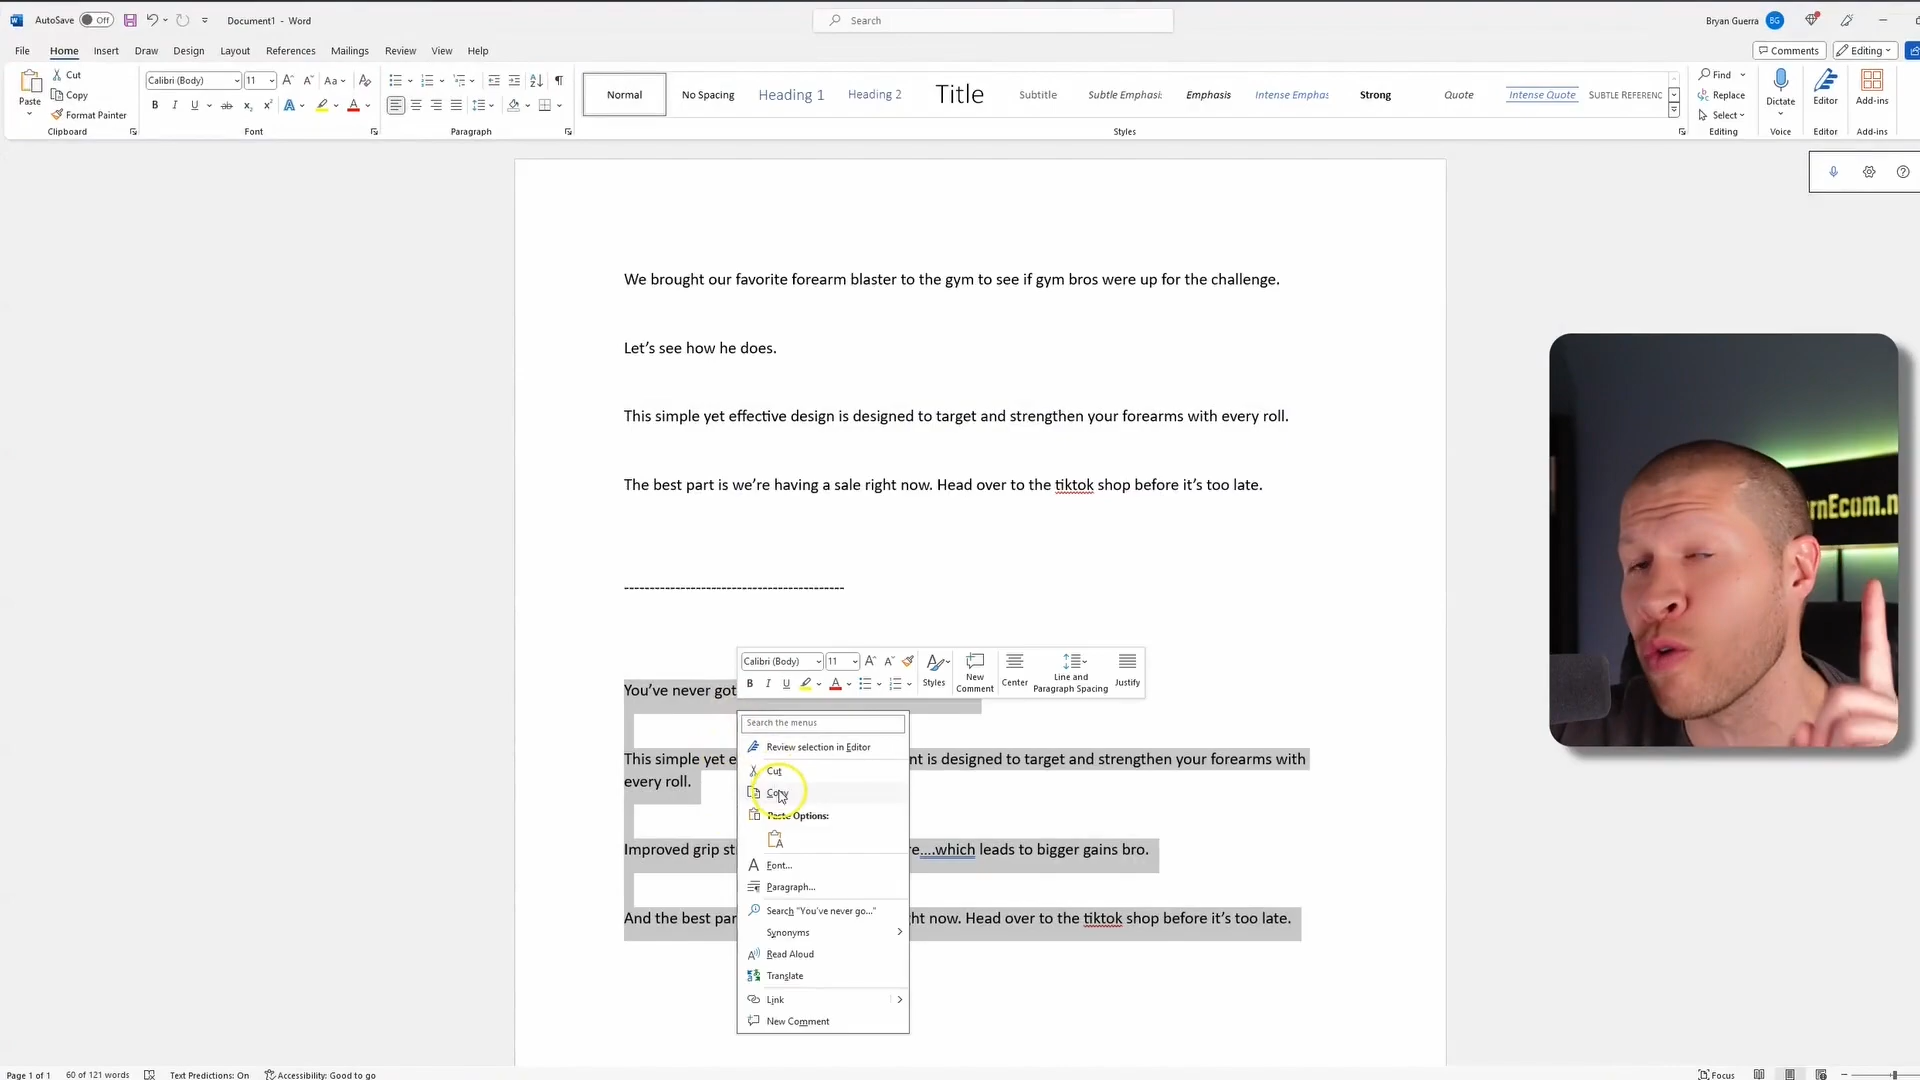 AutoSave Off Document1 - Word Search Bryan Guerra BG
File Home Insert Draw Design Layout References Mailings Review View Help Comments Editing
Paste Cut Copy Format Painter Clipboard
Calibri (Body) 11 Aa Font
Paragraph
Normal No Spacing Heading 1 Heading 2 Title Subtitle Subtle Emphasi Emphasis Intense Emphas Strong Quote Intense Quote SUBTLE REFERENC Styles
Find Replace Select Editing
Dictate Voice
Editor Editor
Add-ins Add-ins
We brought our favorite forearm blaster to the gym to see if gym bros were up for the challenge.
Let’s see how he does.
This simple yet effective design is designed to target and strengthen your forearms with every roll.
The best part is we’re having a sale right now. Head over to the tiktok shop before it’s too late.
-------------------------------------------
rnEcom.n
Calibri (Body) 11 Styles New Comment Center Line and Paragraph Spacing Justify
You’ve never got
This simple yet e nt is designed to target and strengthen your forearms with
every roll.
Improved grip st re....which leads to bigger gains bro.
And the best par ht now. Head over to the tiktok shop before it’s too late.
Search the menus
Review selection in Editor
Cut
Copy
Paste Options:
Font...
Paragraph...
Search "You’ve never go..."
Synonyms
Read Aloud
Translate
Link
New Comment
Page 1 of 1 60 of 121 words Text Predictions: On Accessibility: Good to go Focus